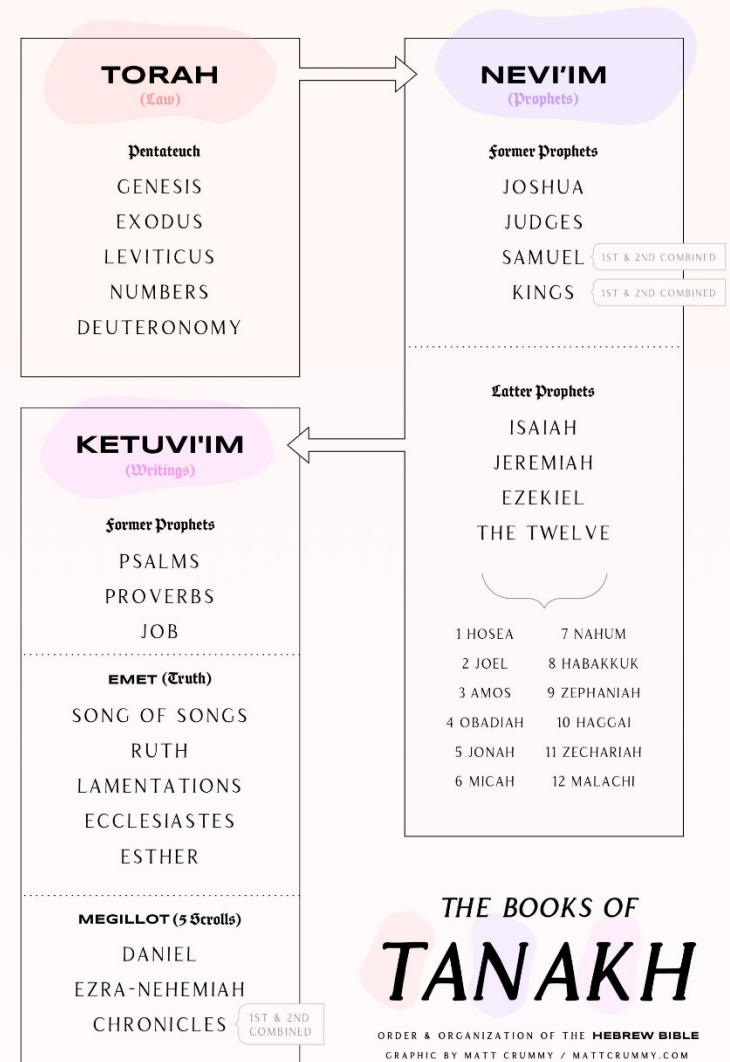 TORAH
(Law)
Pentateuch
GENESIS
EXODUS
LEVITICUS
NUMBERS
DEUTERONOMY
NEVI'IM
(Prophets)
Former Prophets
JOSHUA
JUDGES
SAMUEL 1ST & 2ND COMBINED
KINGS 1ST & 2ND COMBINED
Latter Prophets
ISAIAH
JEREMIAH
EZEKIEL
THE TWELVE
1 HOSEA
2 JOEL
3 AMOS
4 OBADIAH
5 JONAH
6 MICAH
7 NAHUM
8 HABAKKUK
9 ZEPHANIAH
10 HAGGAI
11 ZECHARIAH
12 MALACHI
KETUVI'IM
(Writings)
Former Prophets
PSALMS
PROVERBS
JOB
EMET (Truth)
SONG OF SONGS
RUTH
LAMENTATIONS
ECCLESIASTES
ESTHER
MEGILLOT (5 Scrolls)
DANIEL
EZRA-NEHEMIAH
CHRONICLES 1ST & 2ND
COMBINED
THE BOOKS OF
TANAKH
ORDER & ORGANIZATION OF THE HEBREW BIBLE
GRAPHIC BY MATT CRUMMY / MATTCRUMMY.COM